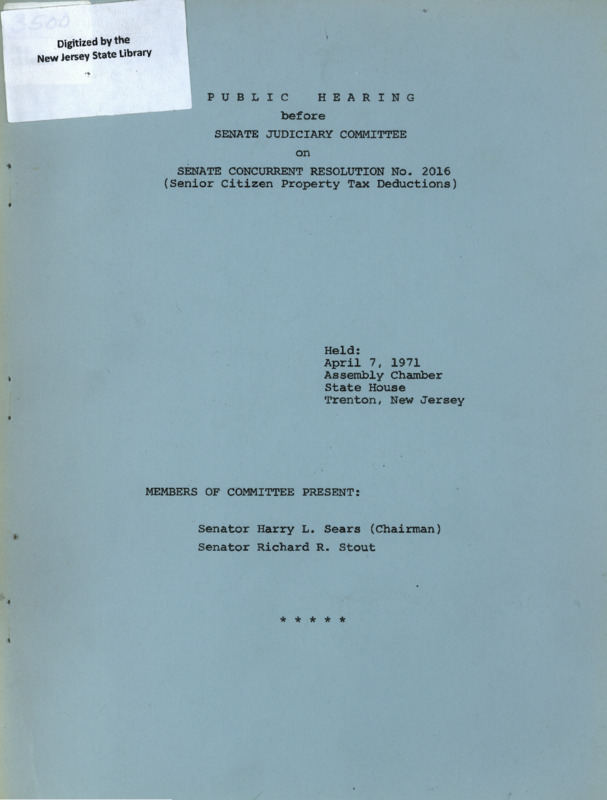 3500
Digitized by the
New Jersey State Library
PUBLIC HEARING
before
SENATE JUDICIARY COMMITTEE
on
SENATE CONCURRENT RESOLUTION No. 2016
(Senior Citizen Property Tax Deductions)
Held:
April 7, 1971
Assembly Chamber
State House
Trenton, New Jersey
MEMBERS OF COMMITTEE PRESENT:
Senator Harry L. Sears (Chairman)
Senator Richard R. Stout
* * * * *